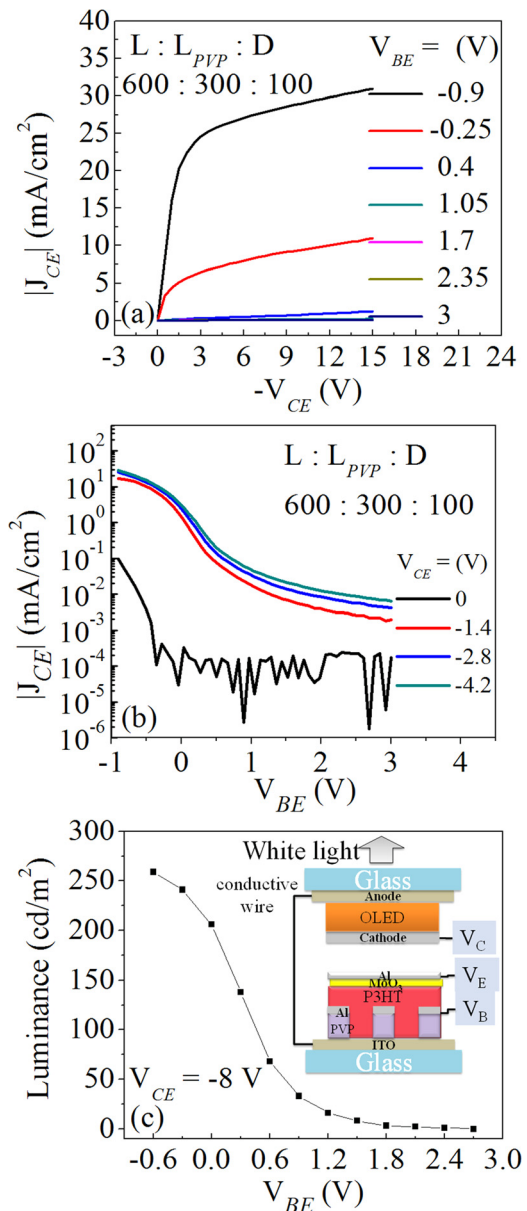 40
35
30
25
20
15
10
5
0
|J_CE| (mA/cm²)
L : L_PVP : D
600 : 300 : 100
V_BE = (V)
-0.9
-0.25
0.4
1.05
1.7
2.35
3
(a)
-3 0 3 6 9 12 15 18 21 24
-V_CE (V)
10²
10¹
10⁰
10⁻¹
10⁻²
10⁻³
10⁻⁴
10⁻⁵
10⁻⁶
|J_CE| (mA/cm²)
L : L_PVP : D
600 : 300 : 100
V_CE = (V)
0
-1.4
-2.8
-4.2
(b)
-1 0 1 2 3 4
V_BE (V)
300
250
200
150
100
50
0
Luminance (cd/m²)
White light
Glass
conductive
wire
Anode
OLED
Cathode
V_C
Al
V_E
MoO₃
P3HT
Al
V_B
PVP
ITO
Glass
V_CE = -8 V
(c)
-0.6 0.0 0.6 1.2 1.8 2.4 3.0
V_BE (V)